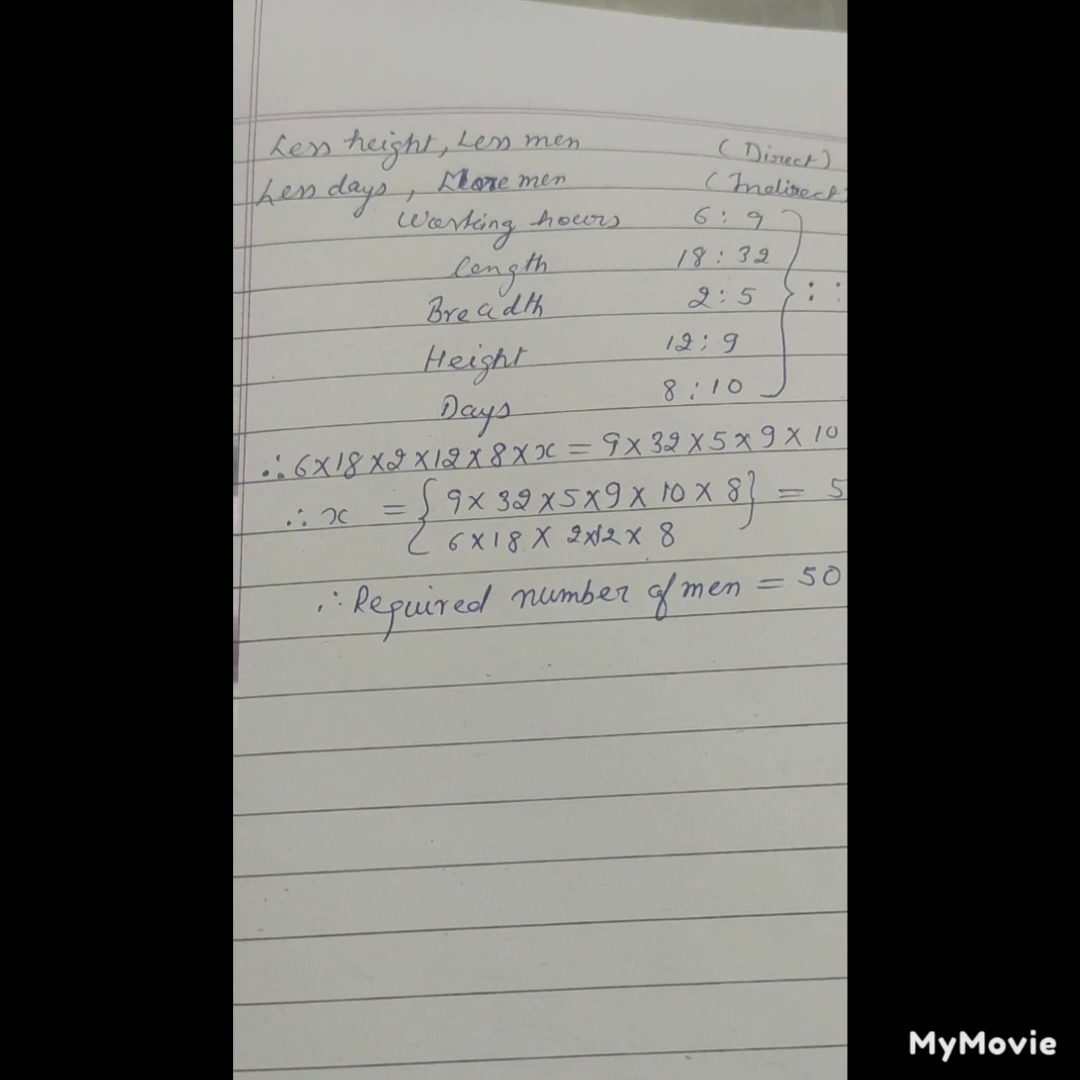 Less height, Less men (Direct)
Less days, More men (Indirect
Working hours 6 : 9
Length 18 : 32
Breadth 2 : 5
Height 12 : 9
Days 8 : 10
} : :
∴ 6×18×2×12×8×x = 9×32×5×9×10
∴ x = {9×32×5×9×10×8} = 5
6×18×2×12×8
∴ Required number of men = 50
MyMovie